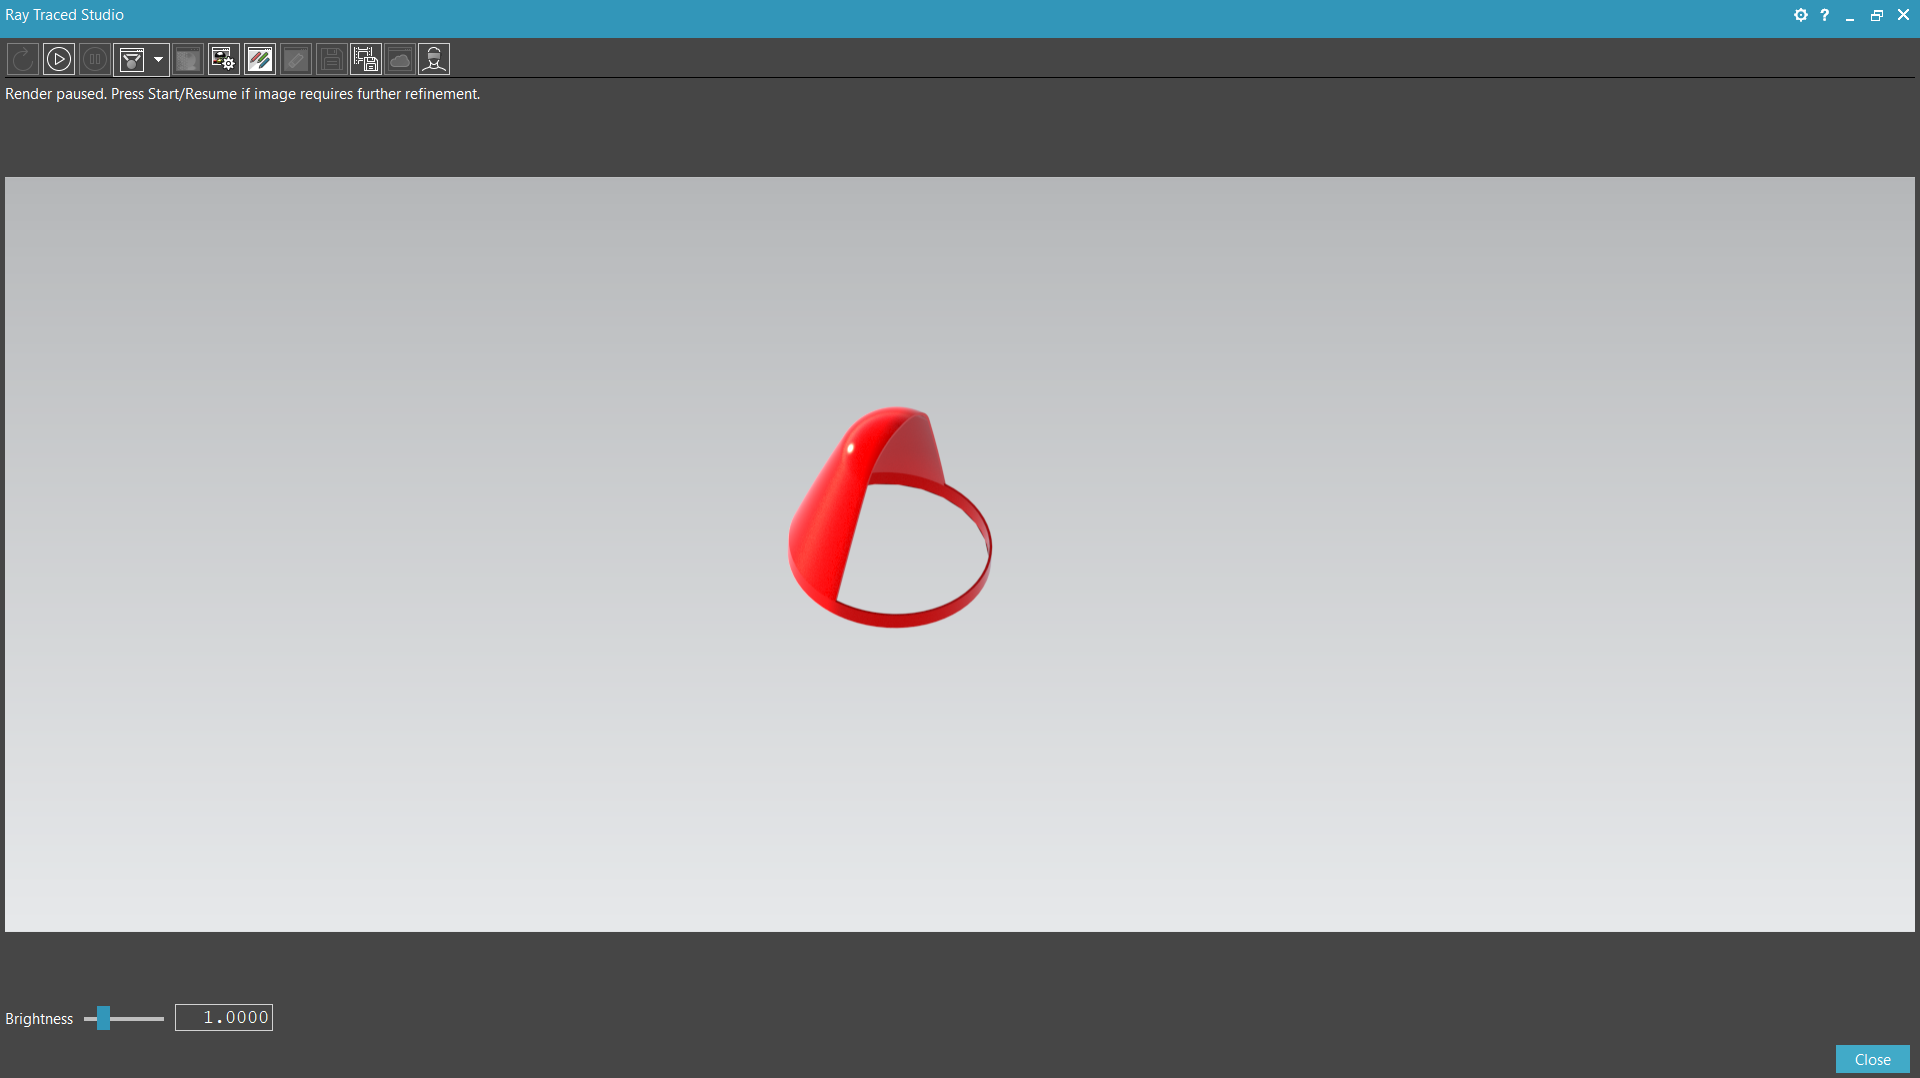 Ray Traced Studio
Render paused. Press Start/Resume if image requires further refinement.
Brightness 1.0000
Close